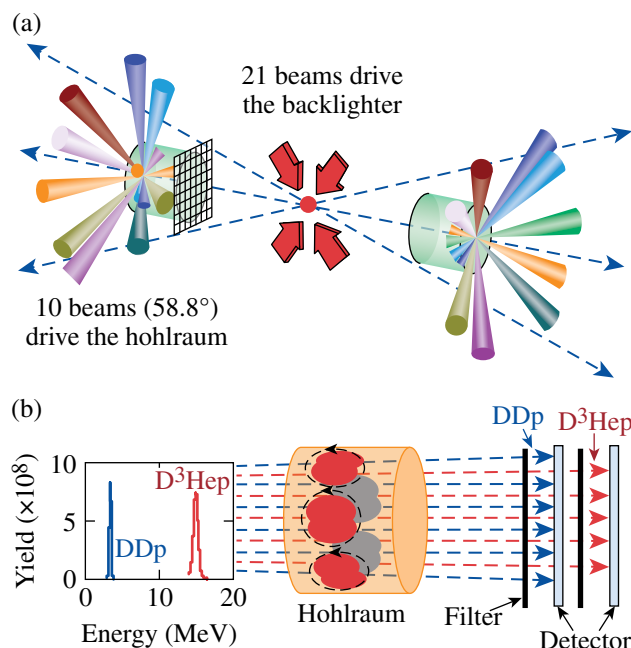 (a)
21 beams drive
the backlighter
10 beams (58.8°)
drive the hohlraum
(b)
DDp
D³Hep
10
D³Hep
Yield (×10⁸)
5
DDp
0
0
10
20
Energy (MeV)
Hohlraum
Filter
Detector